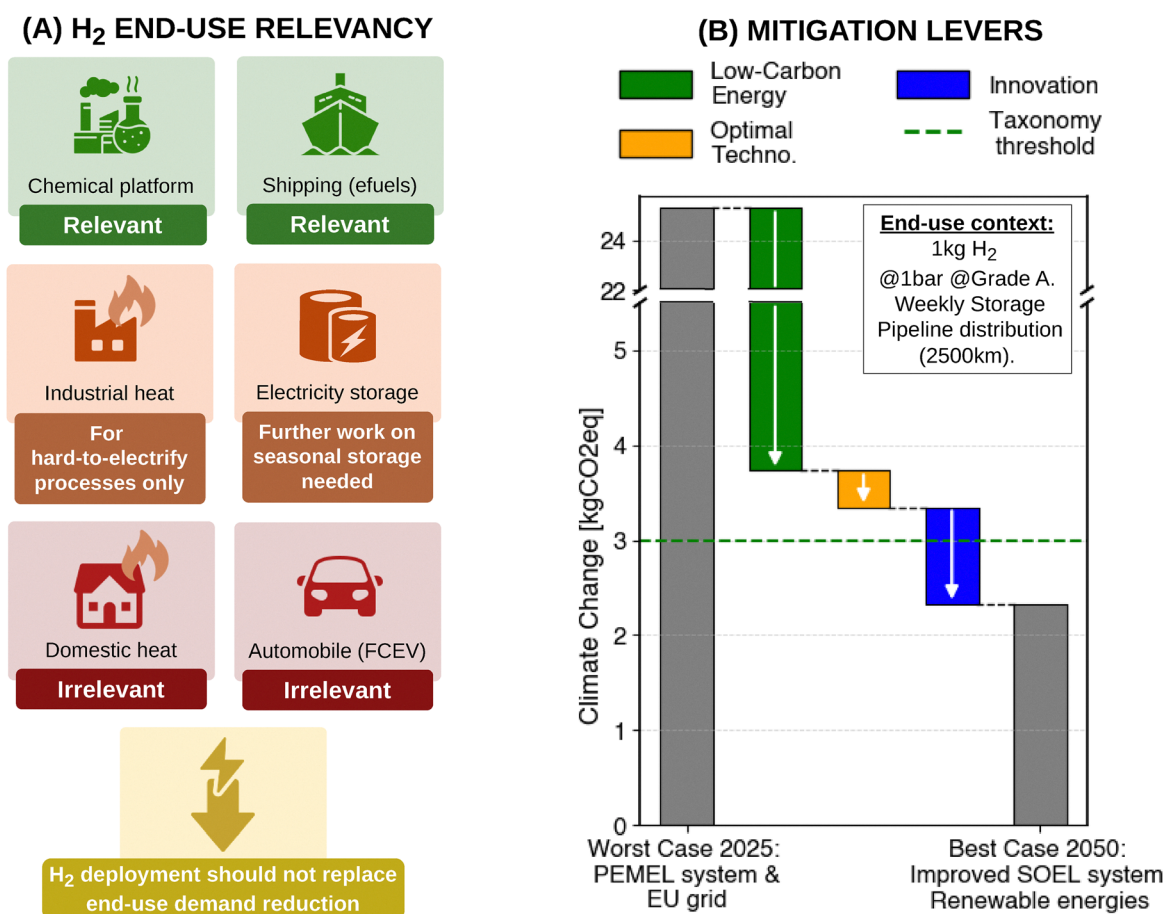 (A) H2 END-USE RELEVANCY
Chemical platform
Relevant
Shipping (efuels)
Relevant
Industrial heat
For
hard-to-electrify
processes only
Electricity storage
Further work on
seasonal storage
needed
Domestic heat
Irrelevant
Automobile (FCEV)
Irrelevant
H2 deployment should not replace
end-use demand reduction
(B) MITIGATION LEVERS
Low-Carbon
Energy
Optimal
Techno.
Innovation
Taxonomy
threshold
End-use context:
1kg H2
@1bar @Grade A.
Weekly Storage
Pipeline distribution
(2500km).
Climate Change [kgCO2eq]
24
22
5
4
3
2
1
0
Worst Case 2025:
PEMEL system &
EU grid
Best Case 2050:
Improved SOEL system
Renewable energies